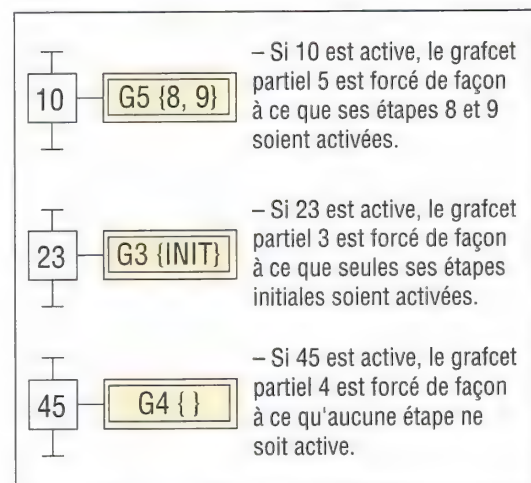 10
G5 {8, 9}
– Si 10 est active, le grafcet
partiel 5 est forcé de façon
à ce que ses étapes 8 et 9
soient activées.
23
G3 {INIT}
– Si 23 est active, le grafcet
partiel 3 est forcé de façon
à ce que seules ses étapes
initiales soient activées.
45
G4 { }
– Si 45 est active, le grafcet
partiel 4 est forcé de façon
à ce qu'aucune étape ne
soit active.